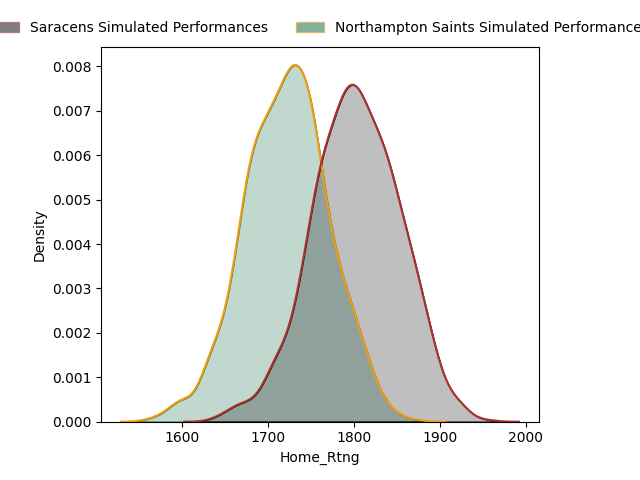 Saracens Simulated Performances Northampton Saints Simulated Performance
0.008
0.007
0.006
0.005
0.004
0.003
0.002
0.001
0.000
Density
1600 1700 1800 1900 2000
Home_Rtng